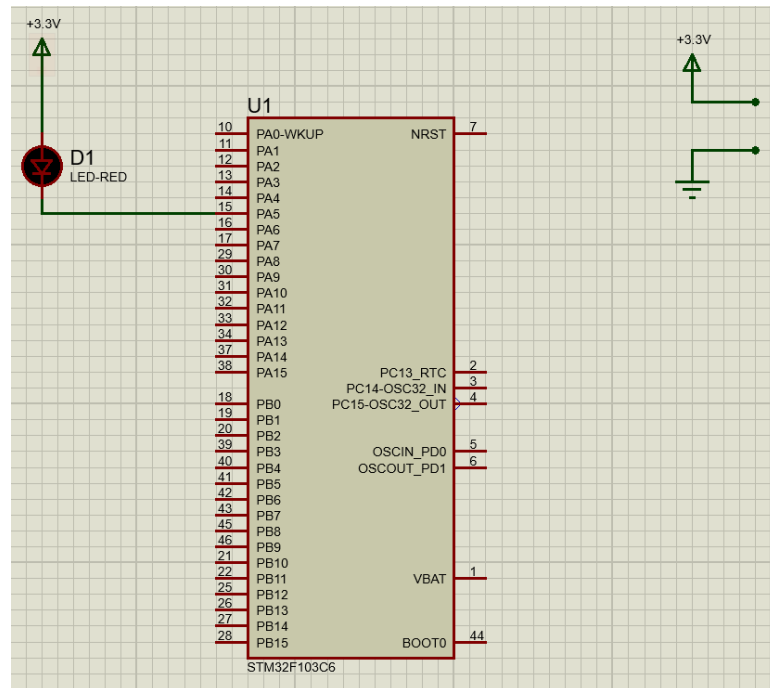 +3.3V
+3.3V
U1
10 PA0-WKUP NRST 7
11 PA1
12 PA2
D1
13 PA3
LED-RED
14 PA4
15 PA5
16 PA6
17 PA7
29 PA8
30 PA9
31 PA10
32 PA11
33 PA12
34 PA13
37 PA14
38 PA15 PC13_RTC 2
PC14-OSC32_IN 3
18 PB0 PC15-OSC32_OUT 4
19 PB1
20 PB2
39 PB3 OSCIN_PD0 5
40 PB4 OSCOUT_PD1 6
41 PB5
42 PB6
43 PB7
45 PB8
46 PB9
21 PB10
22 PB11 VBAT 1
25 PB12
26 PB13
27 PB14
28 PB15 BOOT0 44
STM32F103C6